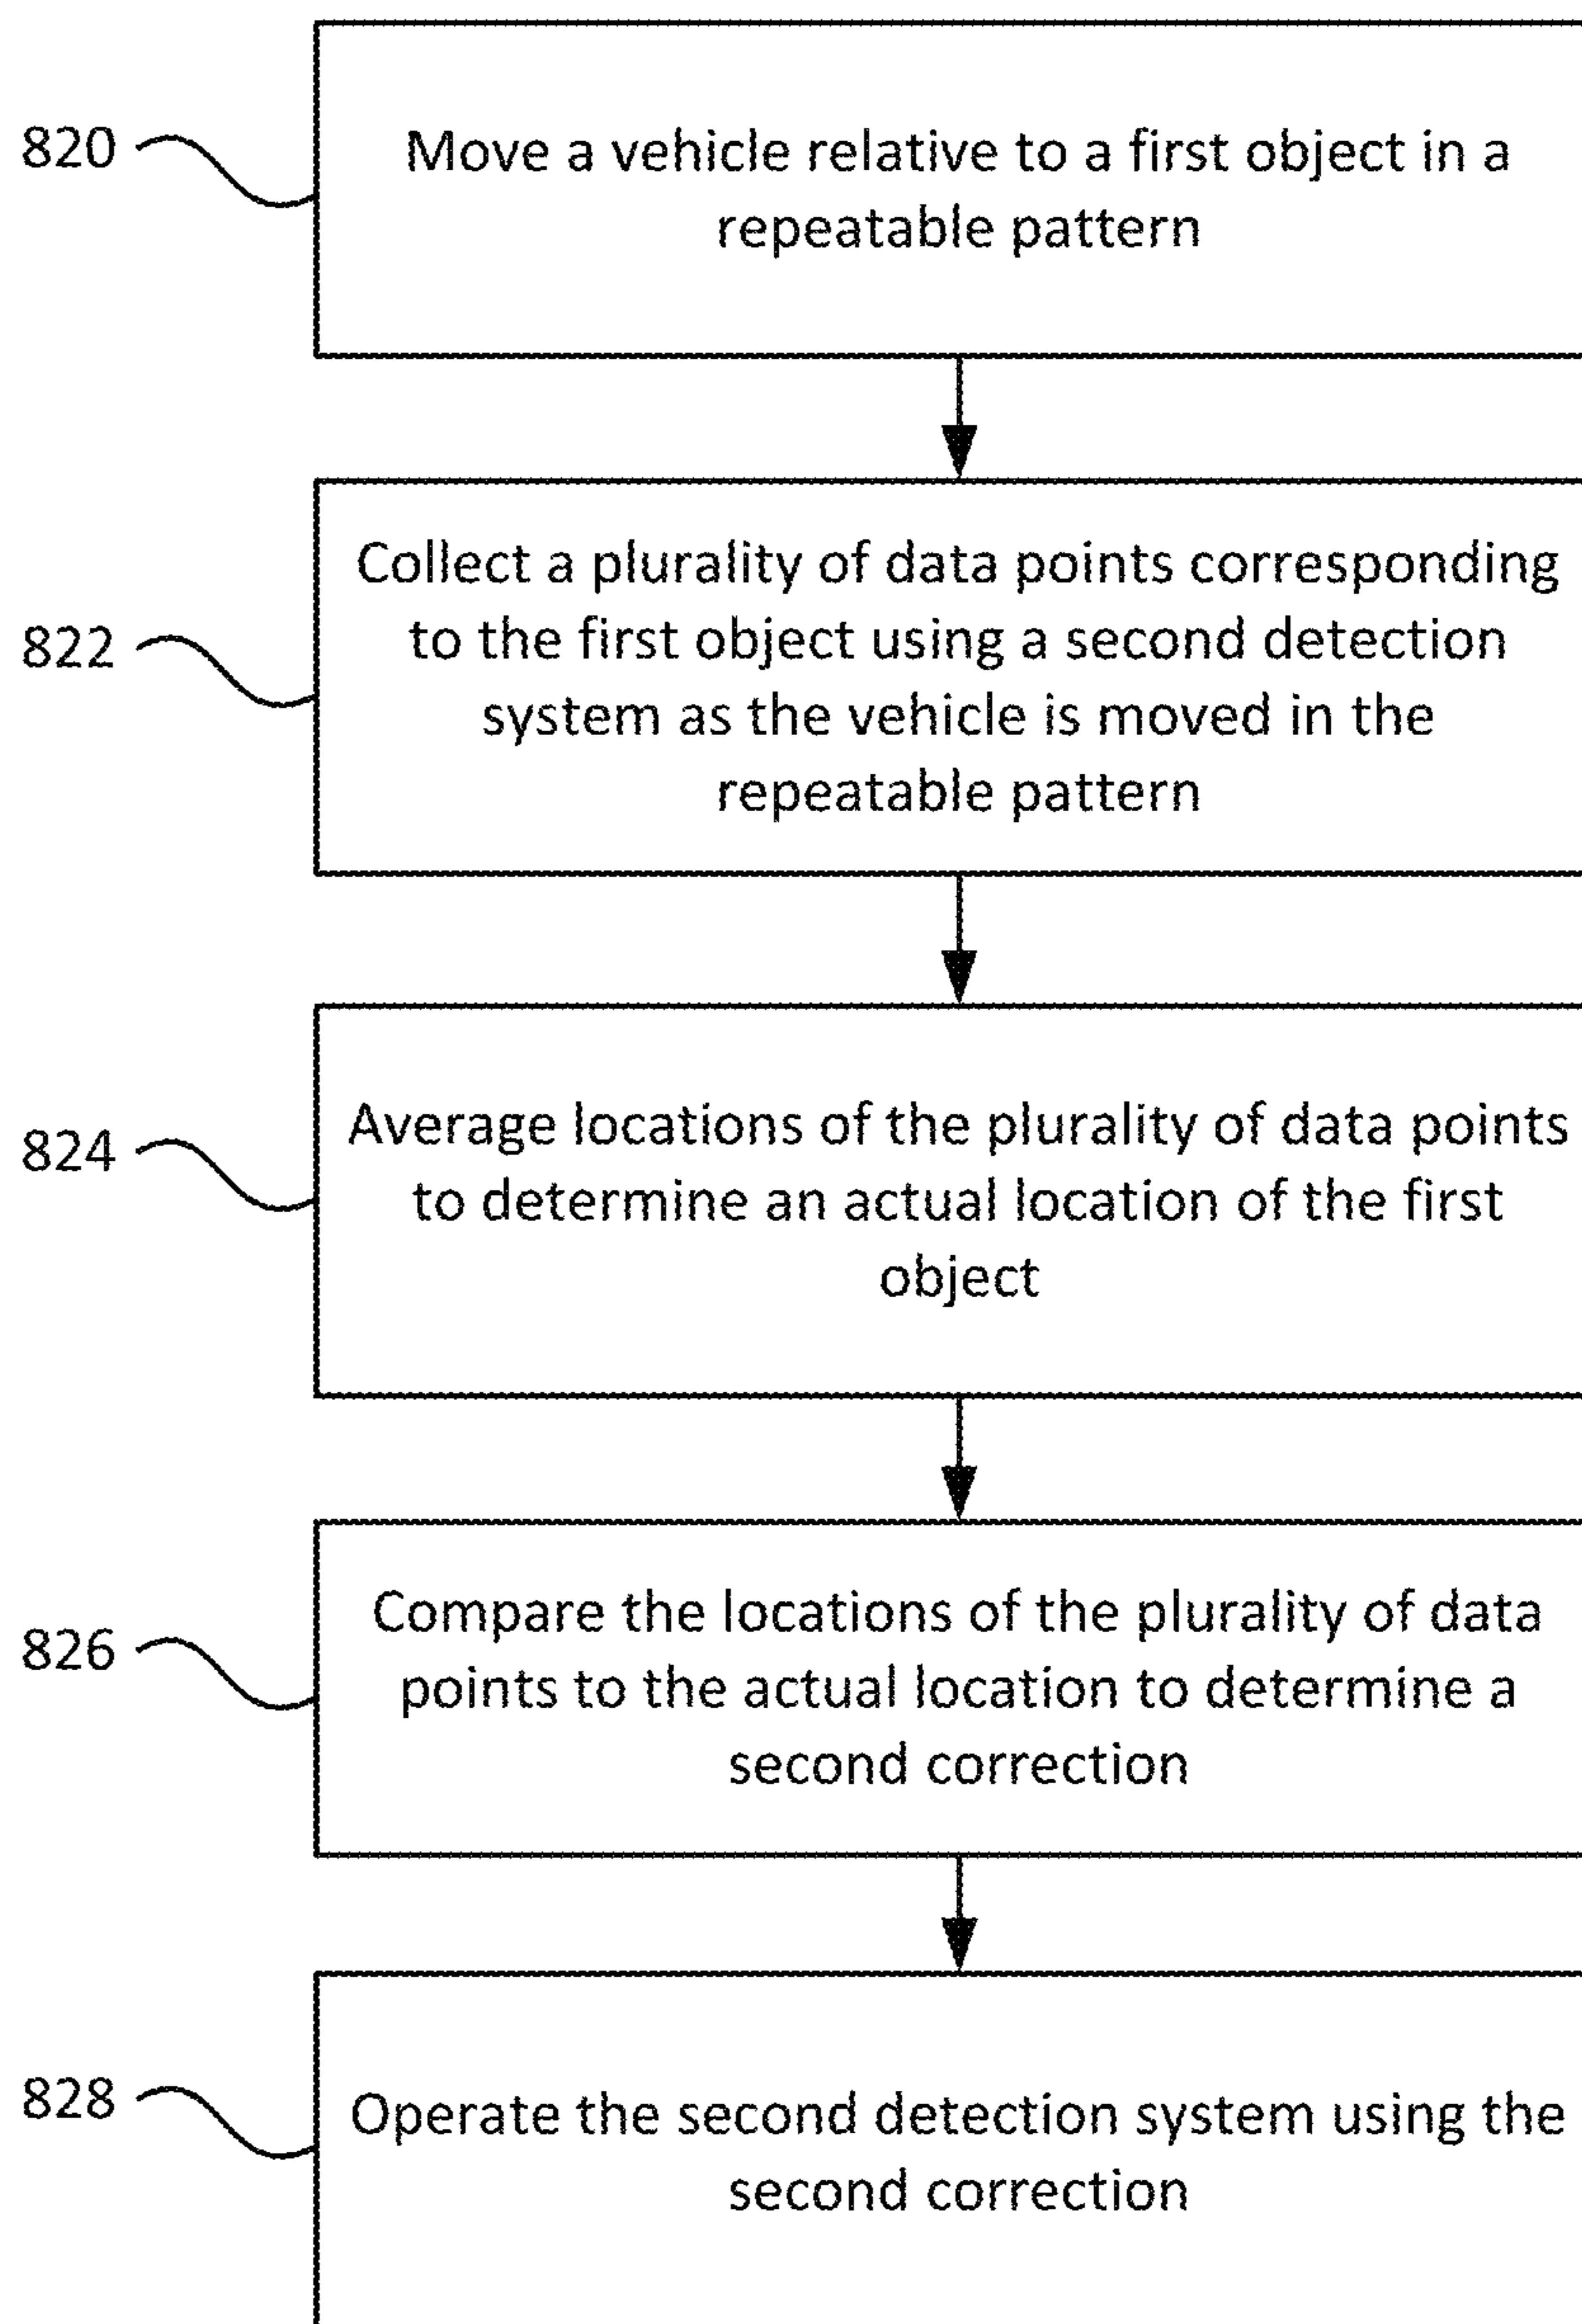 820
Move a vehicle relative to a first object in a
repeatable pattern
822
Collect a plurality of data points corresponding
to the first object using a second detection
system as the vehicle is moved in the
repeatable pattern
824
Average locations of the plurality of data points
to determine an actual location of the first
object
826
Compare the locations of the plurality of data
points to the actual location to determine a
second correction
828
Operate the second detection system using the
second correction